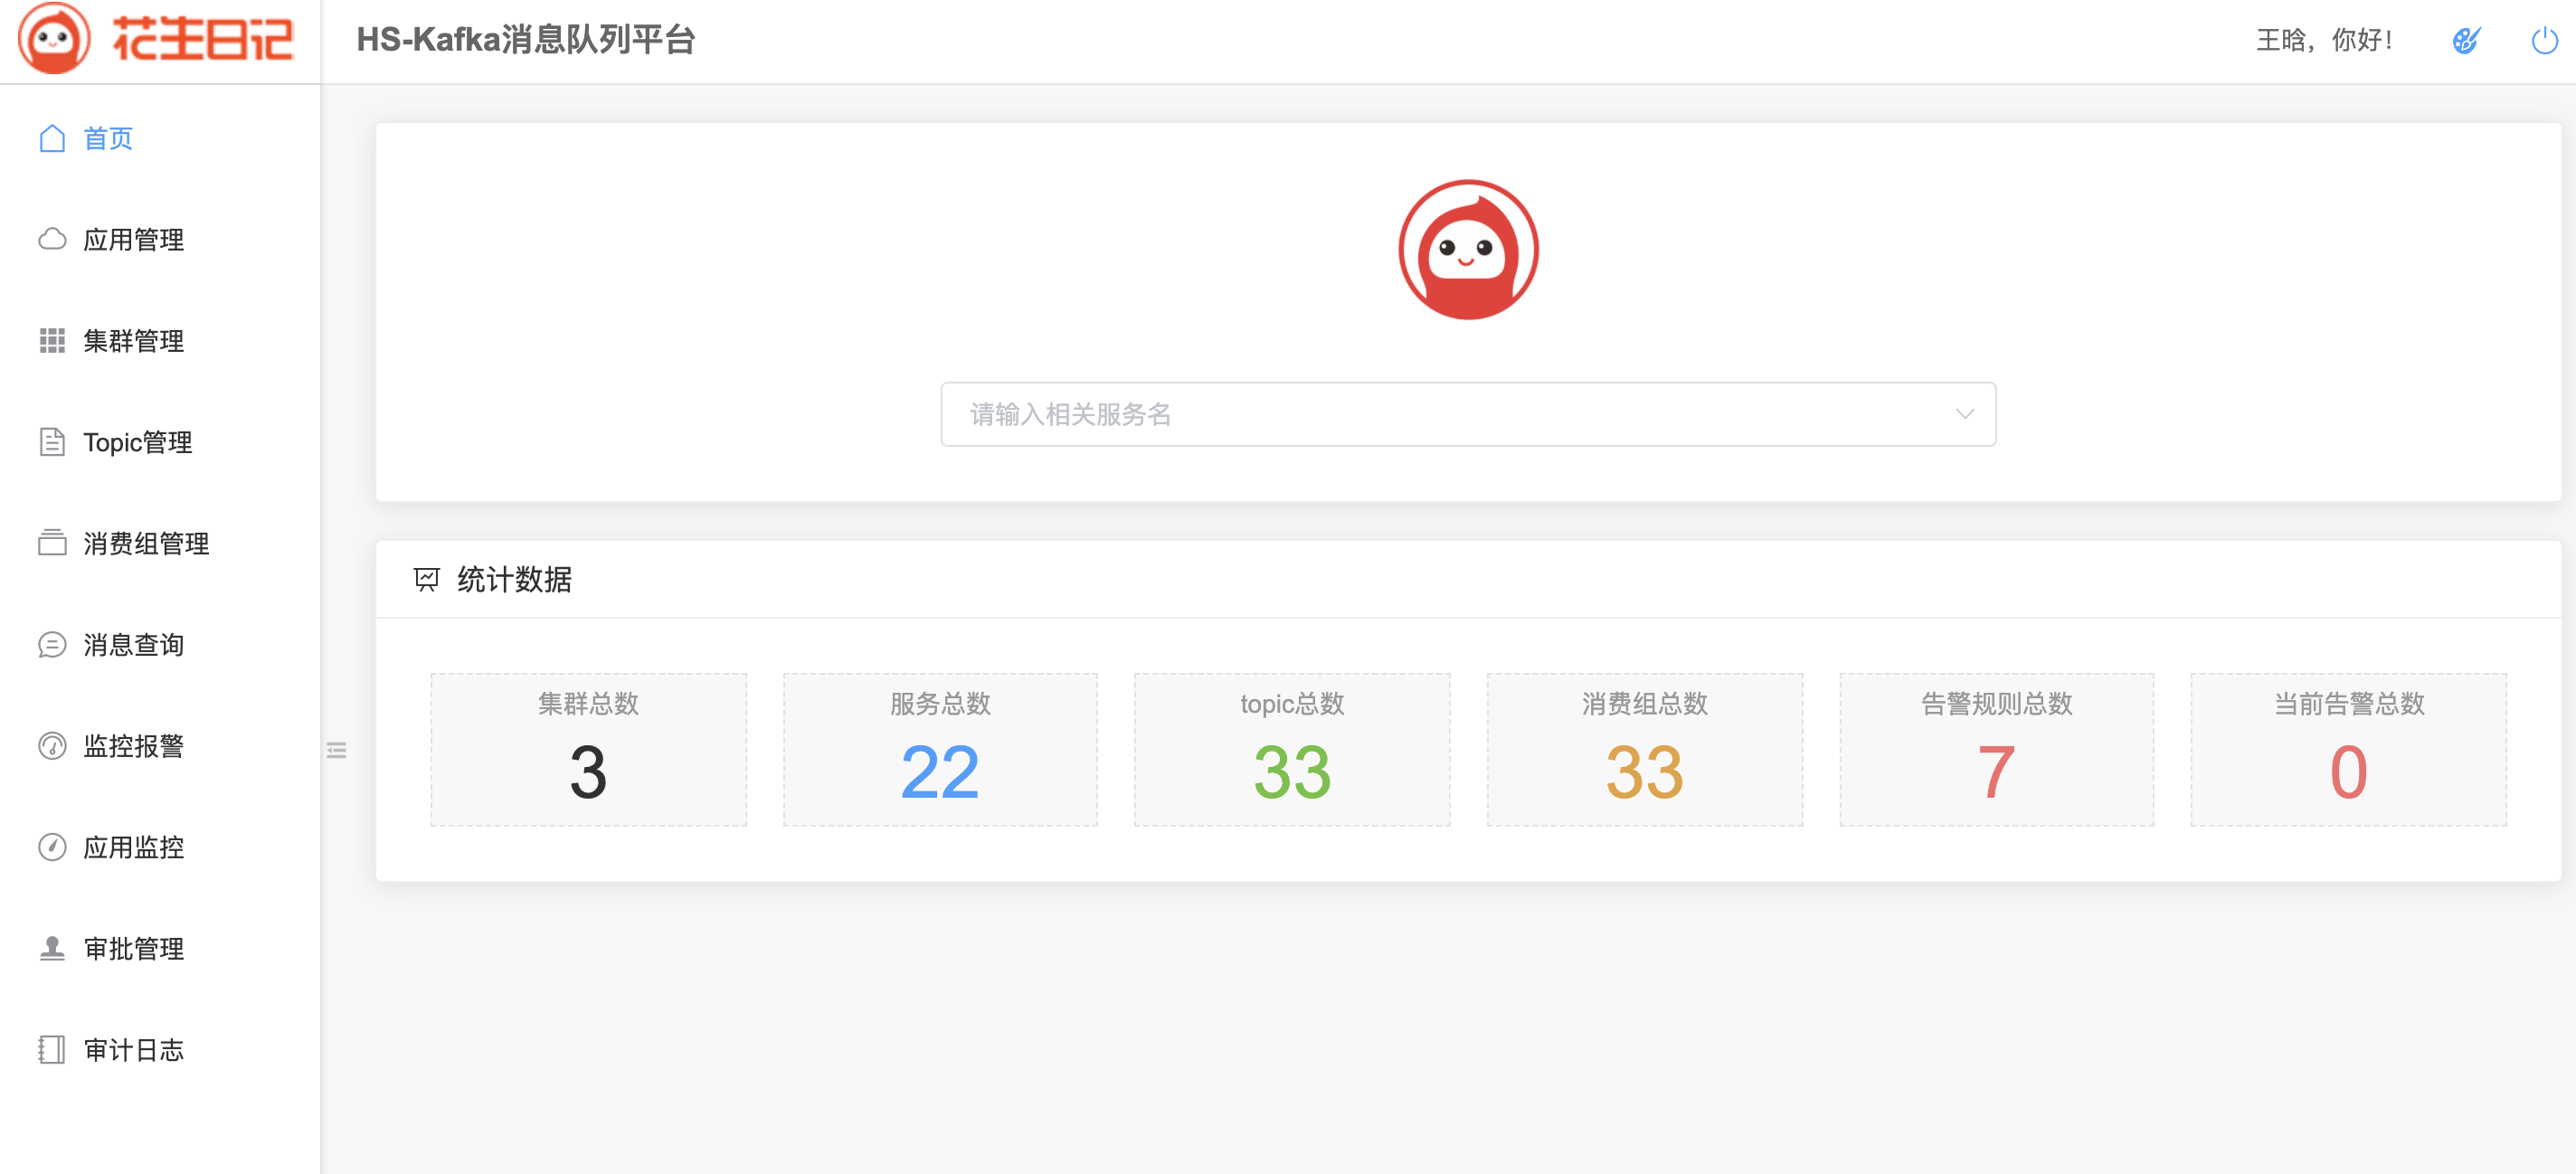 花生日记
HS-Kafka消息队列平台
王晗，你好！
首页
应用管理
集群管理
Topic管理
消费组管理
消息查询
监控报警
应用监控
审批管理
审计日志
请输入相关服务名
统计数据
集群总数
3
服务总数
22
topic总数
33
消费组总数
33
告警规则总数
7
当前告警总数
0